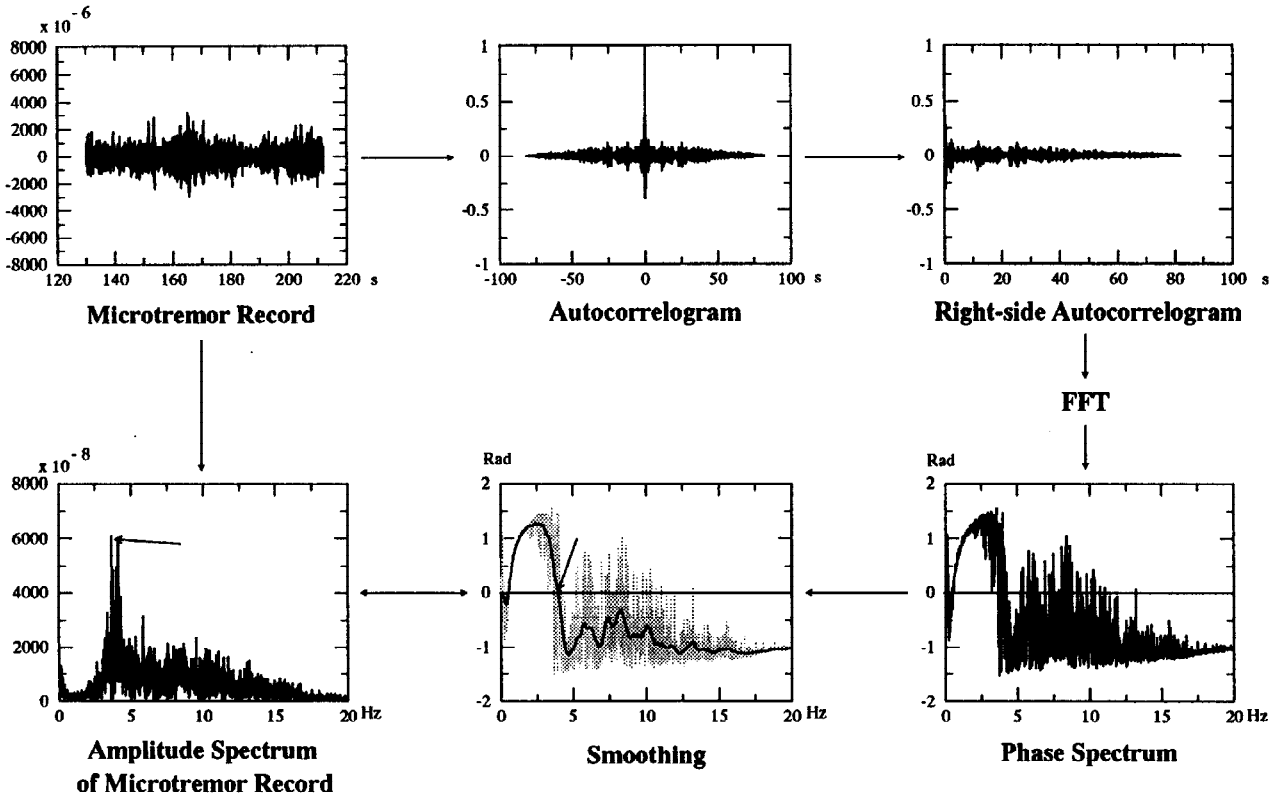 x 10 - 6
8000
6000
4000
2000
0
-2000
-4000
-6000
-8000
120 140 160 180 200 220 s
Microtremor Record
1
0.5
0
-0.5
-1
-100 -50 0 50 100 s
Autocorrelogram
1
0.5
0
-0.5
-1
0 20 40 60 80 100 s
Right-side Autocorrelogram
FFT
x 10 - 8
8000
6000
4000
2000
0
0 5 10 15 20 Hz
Amplitude Spectrum
of Microtremor Record
Rad
2
1
0
-1
-2
0 5 10 15 20 Hz
Smoothing
Rad
2
1
0
-1
-2
0 5 10 15 20 Hz
Phase Spectrum